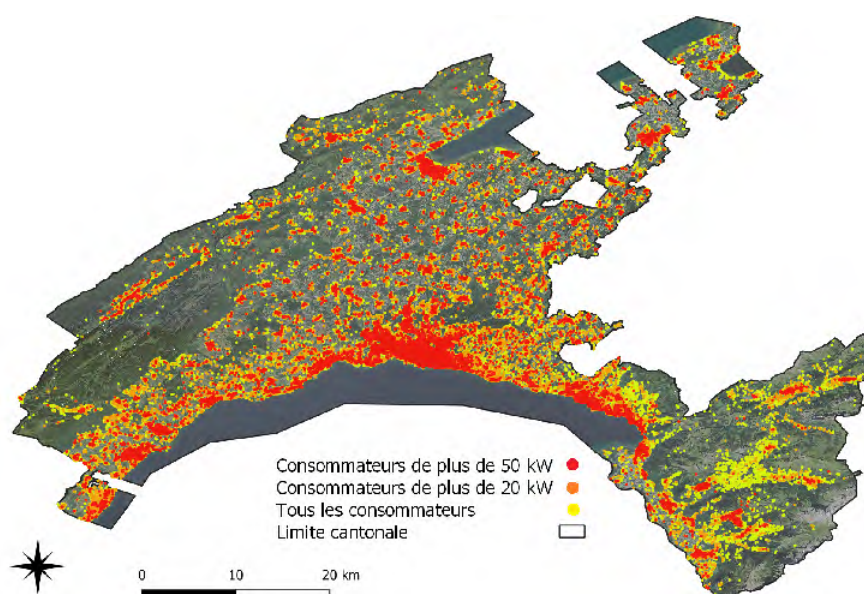 Consommateurs de plus de 50 kW
Consommateurs de plus de 20 kW
Tous les consommateurs
Limite cantonale
0 10 20 km